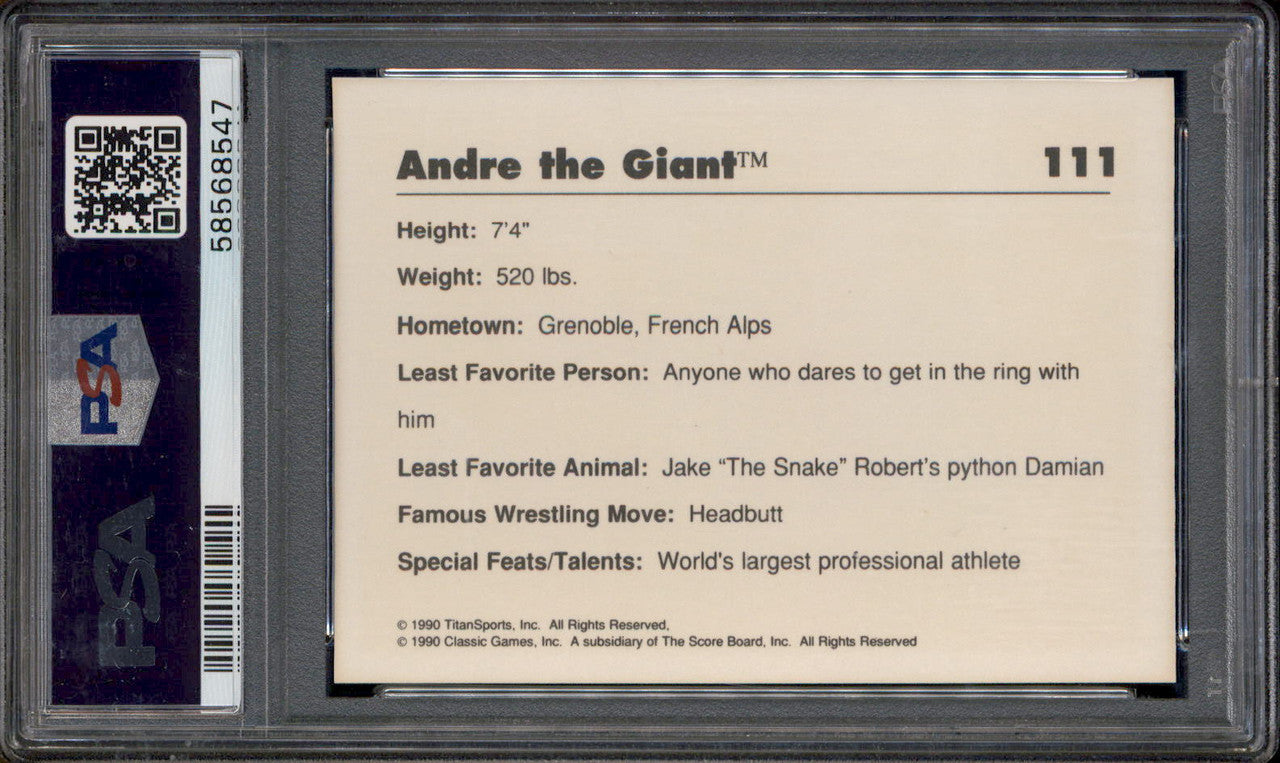 Andre the Giant™ 111
Height: 7'4"
Weight: 520 lbs.
Hometown: Grenoble, French Alps
Least Favorite Person: Anyone who dares to get in the ring with
him
Least Favorite Animal: Jake “The Snake” Robert's python Damian
Famous Wrestling Move: Headbutt
Special Feats/Talents: World's largest professional athlete
© 1990 TitanSports, Inc. All Rights Reserved,
© 1990 Classic Games, Inc. A subsidiary of The Score Board, Inc. All Rights Reserved
58568547
PSA
PSA
PSA